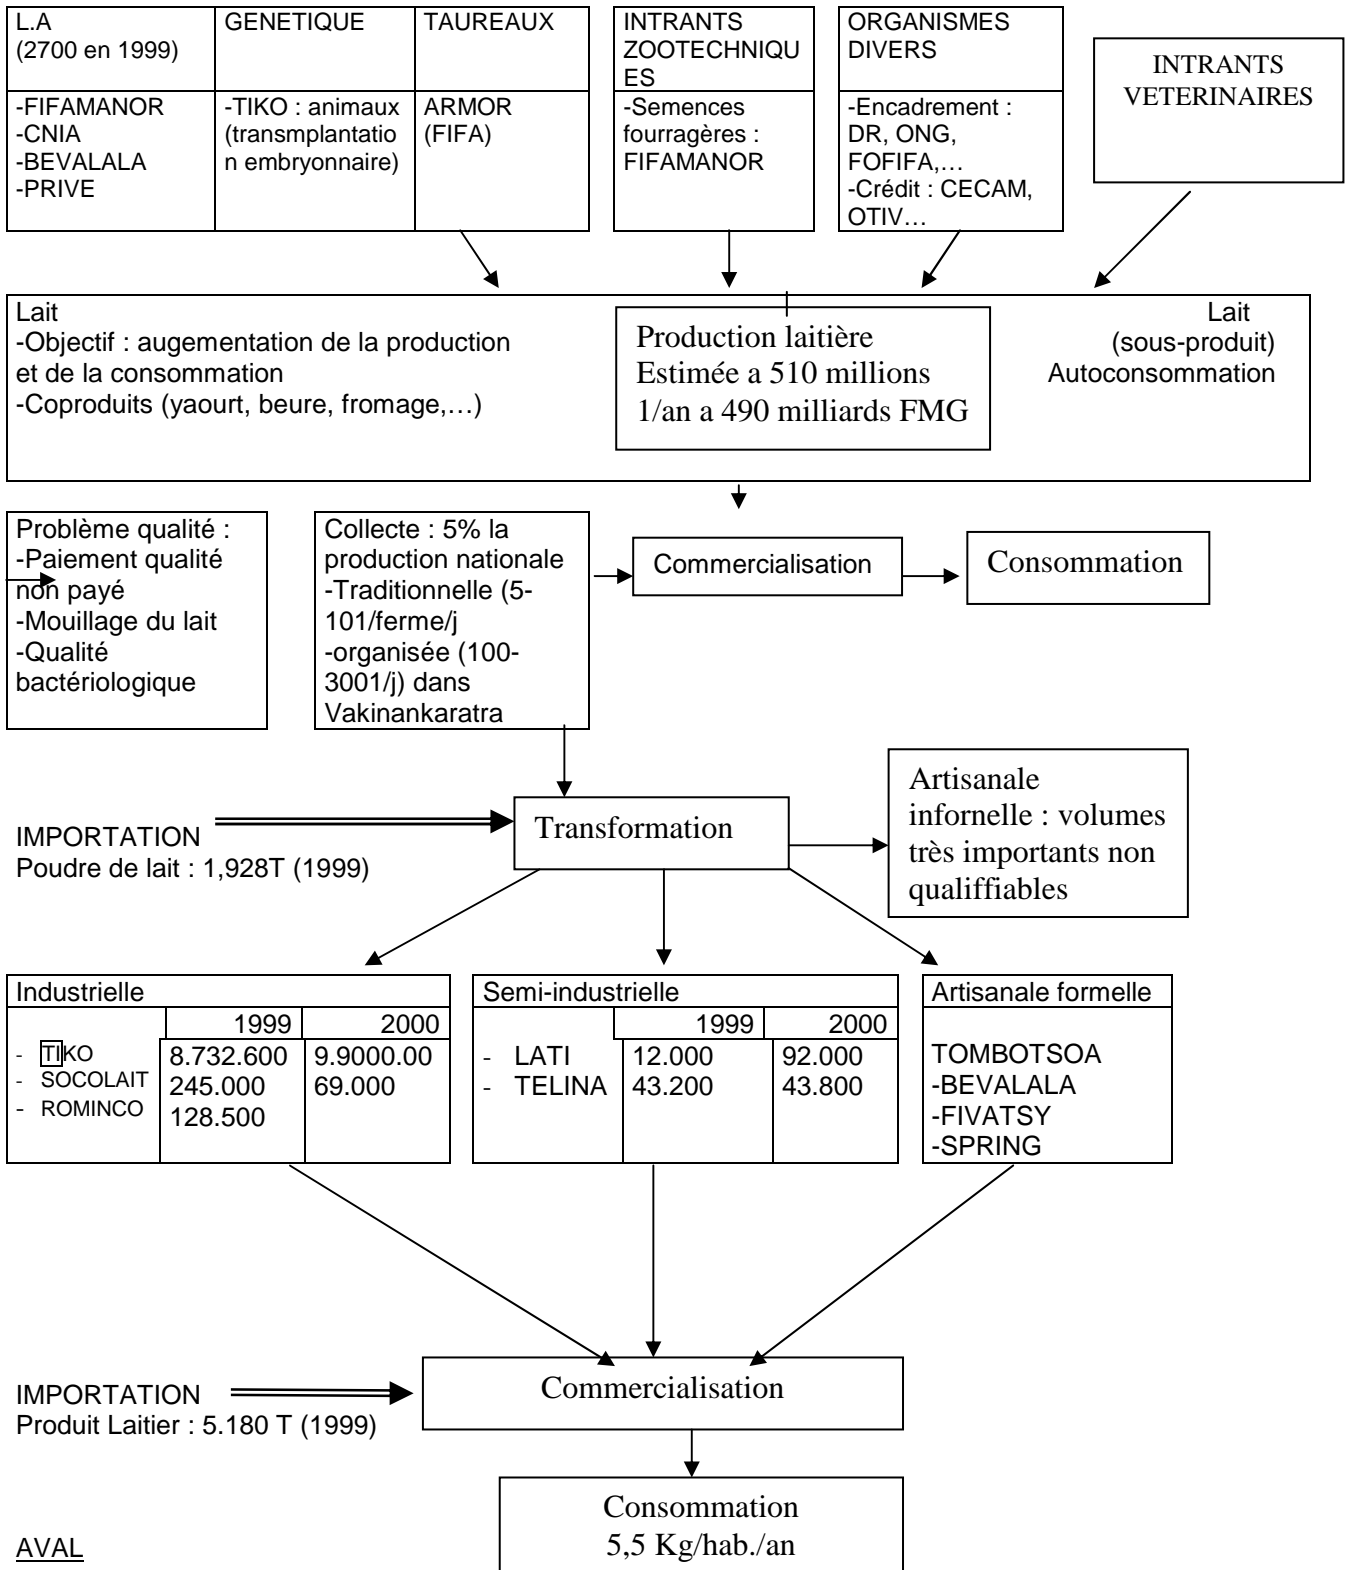 L.A
(2700 en 1999)
-FIFAMANOR
-CNIA
-BEVALALA
-PRIVE
GENETIQUE
-TIKO : animaux
(transmplantatio
n embryonnaire)
TAUREAUX
ARMOR
(FIFA)
INTRANTS
ZOOTECHNIQU
ES
-Semences
fourragères :
FIFAMANOR
ORGANISMES
DIVERS
-Encadrement :
DR, ONG,
FOFIFA,…
-Crédit : CECAM,
OTIV…
INTRANTS
VETERINAIRES
Lait
-Objectif : augementation de la production
et de la consommation
-Coproduits (yaourt, beure, fromage,…)
Production laitière
Estimée a 510 millions
1/an a 490 milliards FMG
Lait
(sous-produit)
Autoconsommation
Problème qualité :
-Paiement qualité
non payé
-Mouillage du lait
-Qualité
bactériologique
Collecte : 5% la
production nationale
-Traditionnelle (5-
101/ferme/j
-organisée (100-
3001/j) dans
Vakinankaratra
Commercialisation
Consommation
IMPORTATION
Poudre de lait : 1,928T (1999)
Transformation
Artisanale
infornelle : volumes
très importants non
qualiffiables
Industrielle
1999 2000
- TIKO 8.732.600 9.9000.00
- SOCOLAIT 245.000 69.000
- ROMINCO 128.500
Semi-industrielle
1999 2000
- LATI 12.000 92.000
- TELINA 43.200 43.800
Artisanale formelle
TOMBOTSOA
-BEVALALA
-FIVATSY
-SPRING
IMPORTATION
Produit Laitier : 5.180 T (1999)
Commercialisation
Consommation
5,5 Kg/hab./an
AVAL